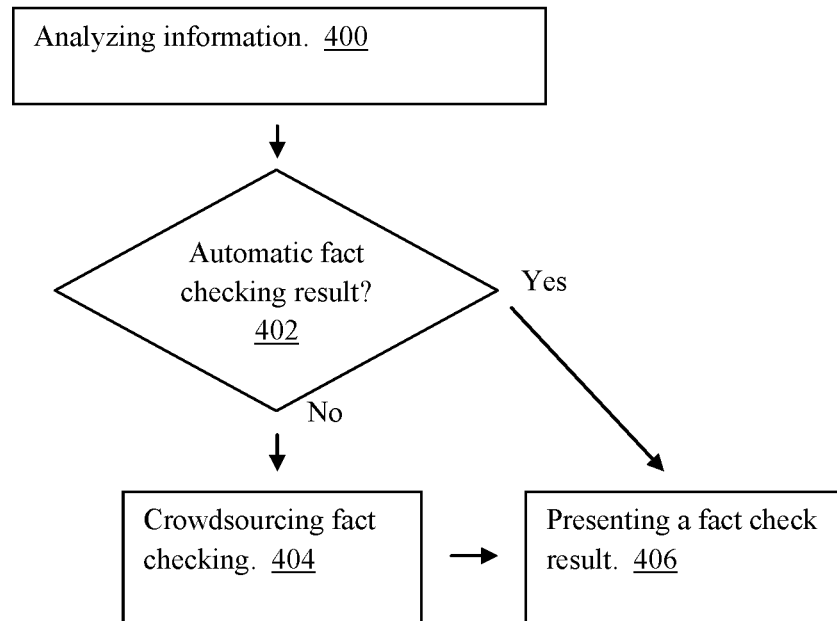 Analyzing information. 400
Automatic fact
checking result?
402
Yes
No
Crowdsourcing fact
checking. 404
Presenting a fact check
result. 406